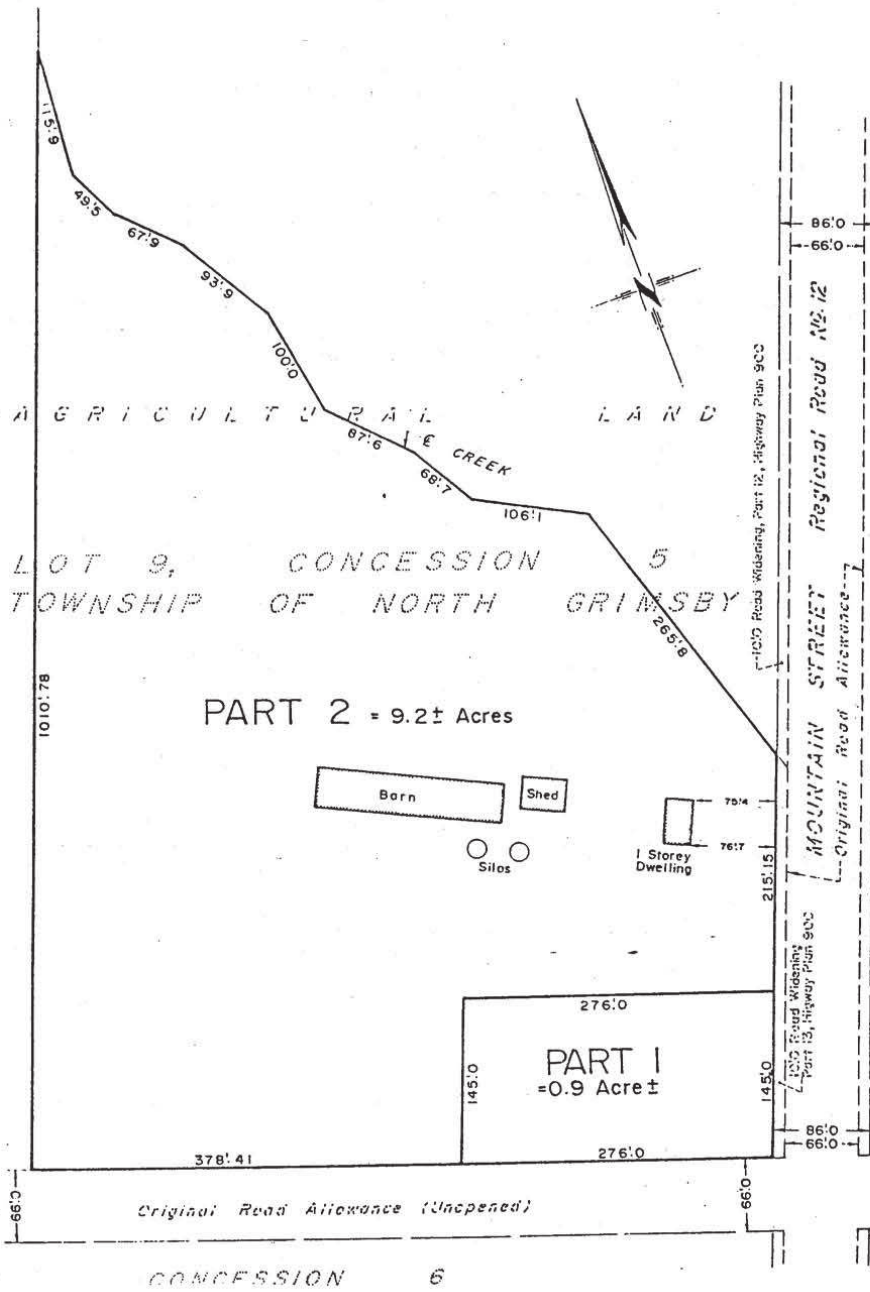 115'.9
49'.5
67'.9
93'.9
100'.0
86'.0
66'.0
AGRICULTURAL LAND
87'.6
℄ CREEK
68'.7
106'.1
10'.0 Road Widening, Part 12, Highway Plan 900
MOUNTAIN STREET Regional Road No. 12
Original Road Allowance
LOT 9, CONCESSION 5
TOWNSHIP OF NORTH GRIMSBY
265'.8
1010'.78
PART 2 = 9.2± Acres
Barn
Shed
75'.4
76'.7
Silos
1 Storey
Dwelling
215'.15
10'.0 Road Widening
Part 13, Higway Plan 900
276'.0
PART 1
=0.9 Acre±
145'.0
145'.0
86'.0
66'.0
378'.41
276'.0
66'.0
Original Road Allowance (Unopened)
66'.0
CONCESSION 6